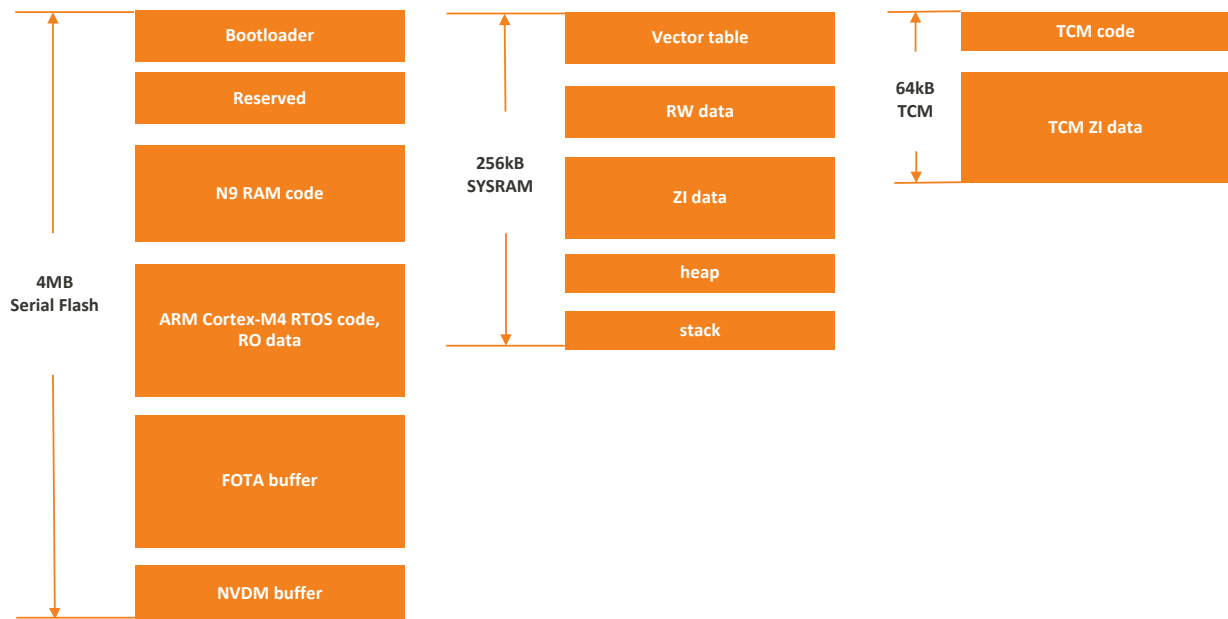 4MB
Serial Flash
Bootloader
Reserved
N9 RAM code
ARM Cortex-M4 RTOS code,
RO data
FOTA buffer
NVDM buffer
256kB
SYSRAM
Vector table
RW data
ZI data
heap
stack
64kB
TCM
TCM code
TCM ZI data